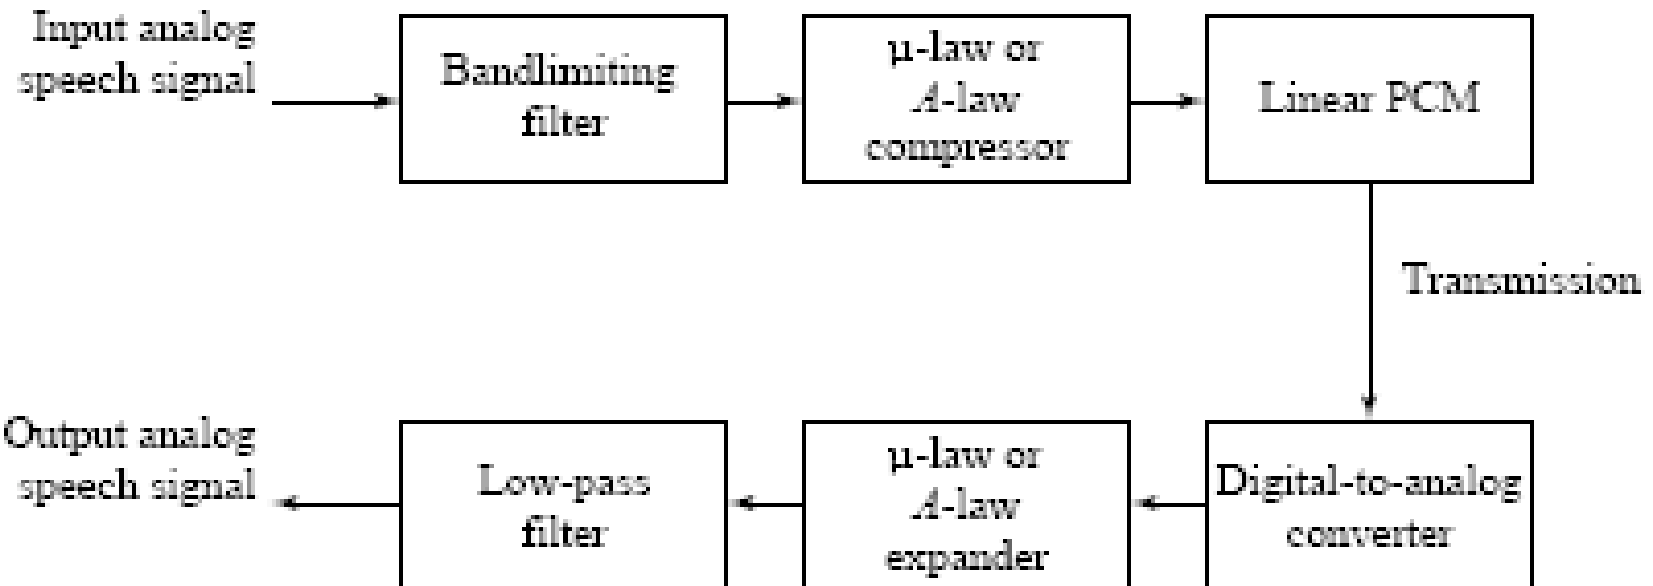 Input analog
speech signal
Bandlimiting
filter
μ-law or
A-law
compressor
Linear PCM
Transmission
Output analog
speech signal
Low-pass
filter
μ-law or
A-law
expander
Digital-to-analog
converter